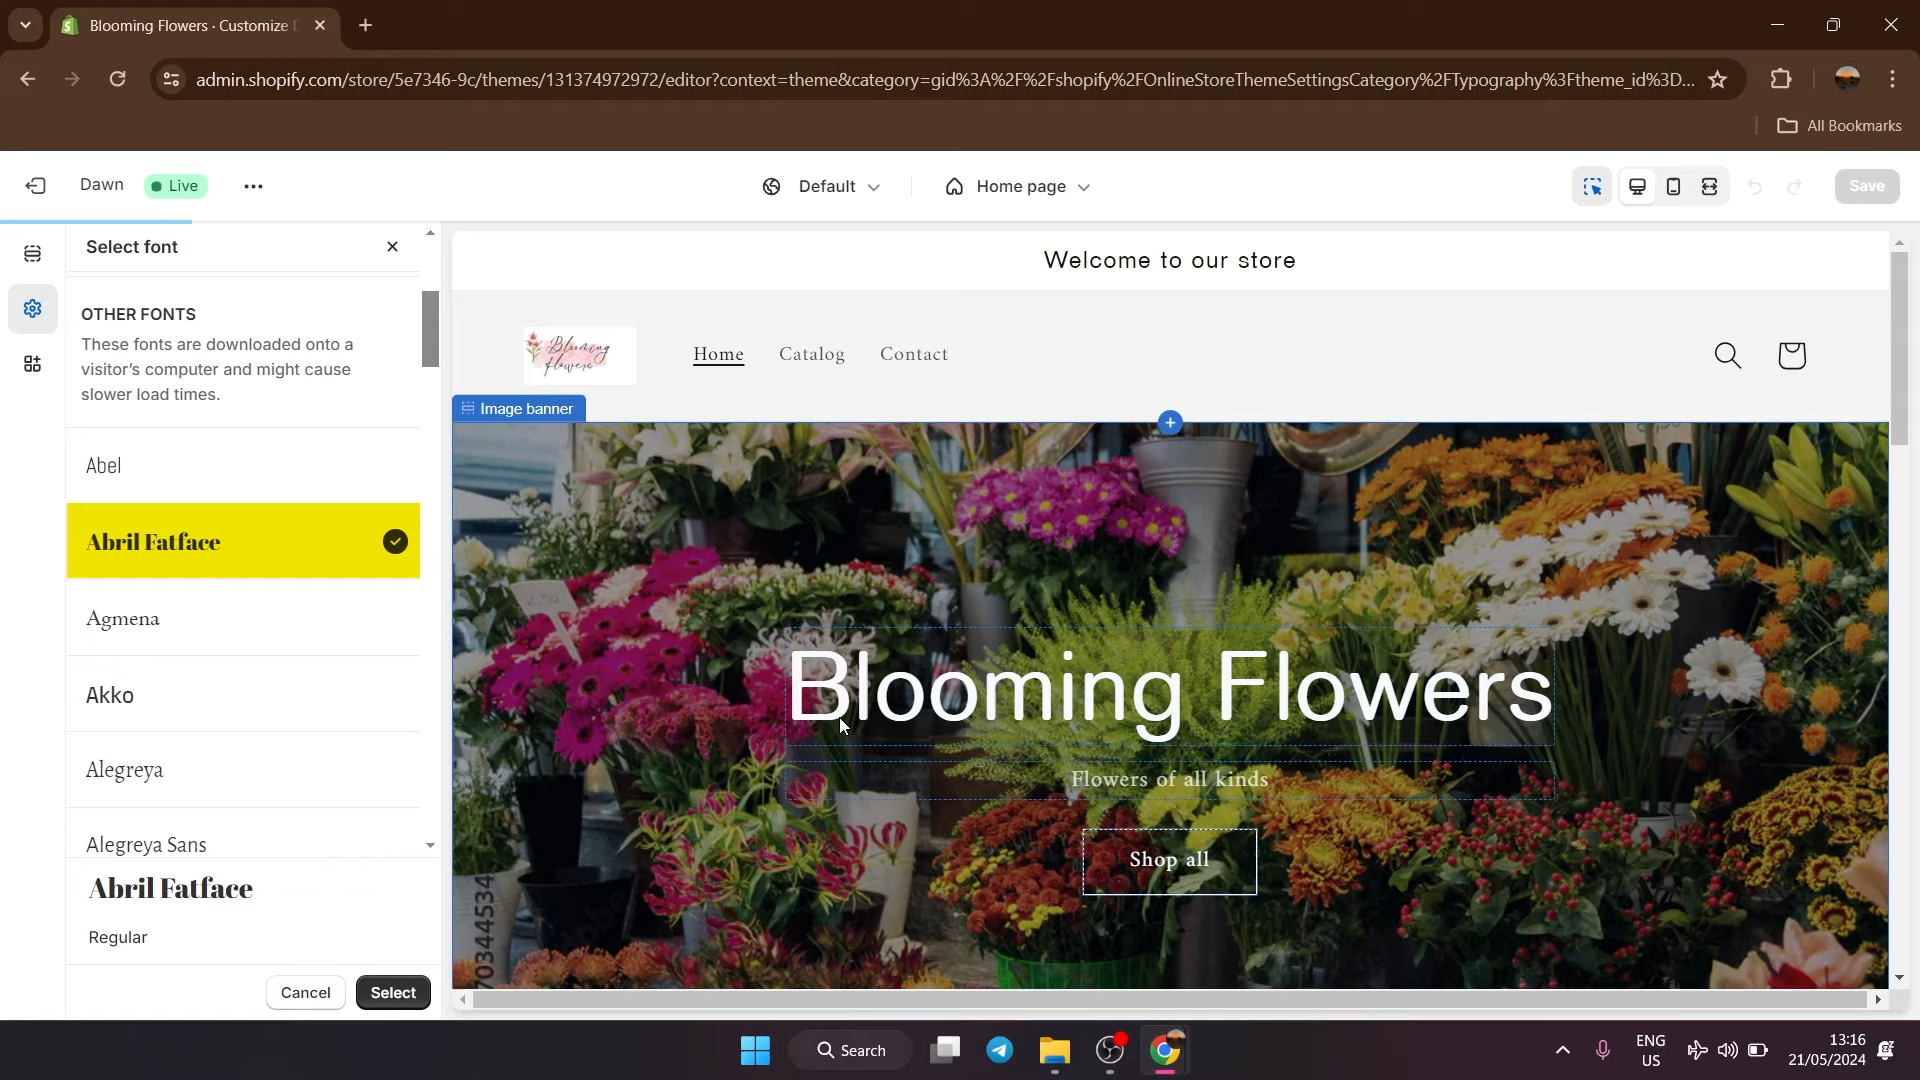 Blooming Flowers · Customize
admin.shopify.com/store/5e7346-9c/themes/131374972972/editor?context=theme&category=gid%3A%2F%2Fshopify%2FOnlineStoreThemeSettingsCategory%2FTypography%3Ftheme_id%3D...
All Bookmarks
Dawn
Live
Default
Home page
Save
Select font
OTHER FONTS
These fonts are downloaded onto a
visitor's computer and might cause
slower load times.
Abel
Abril Fatface
Agmena
Akko
Alegreya
Alegreya Sans
Abril Fatface
Regular
Cancel
Select
Welcome to our store
Blooming
flowers
Home
Catalog
Contact
Image banner
Blooming Flowers
Flowers of all kinds
Shop all
703445534
Search
ENG
US
13:16
21/05/2024